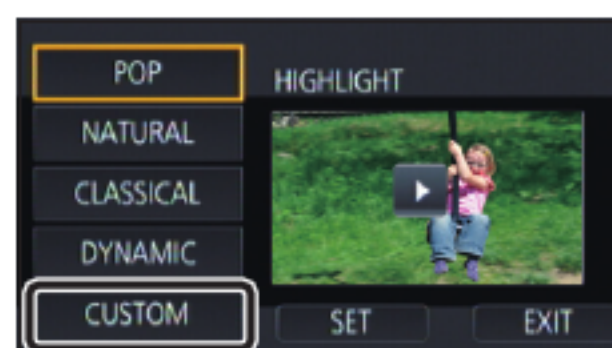 POP
HIGHLIGHT
NATURAL
CLASSICAL
DYNAMIC
CUSTOM
SET
EXIT